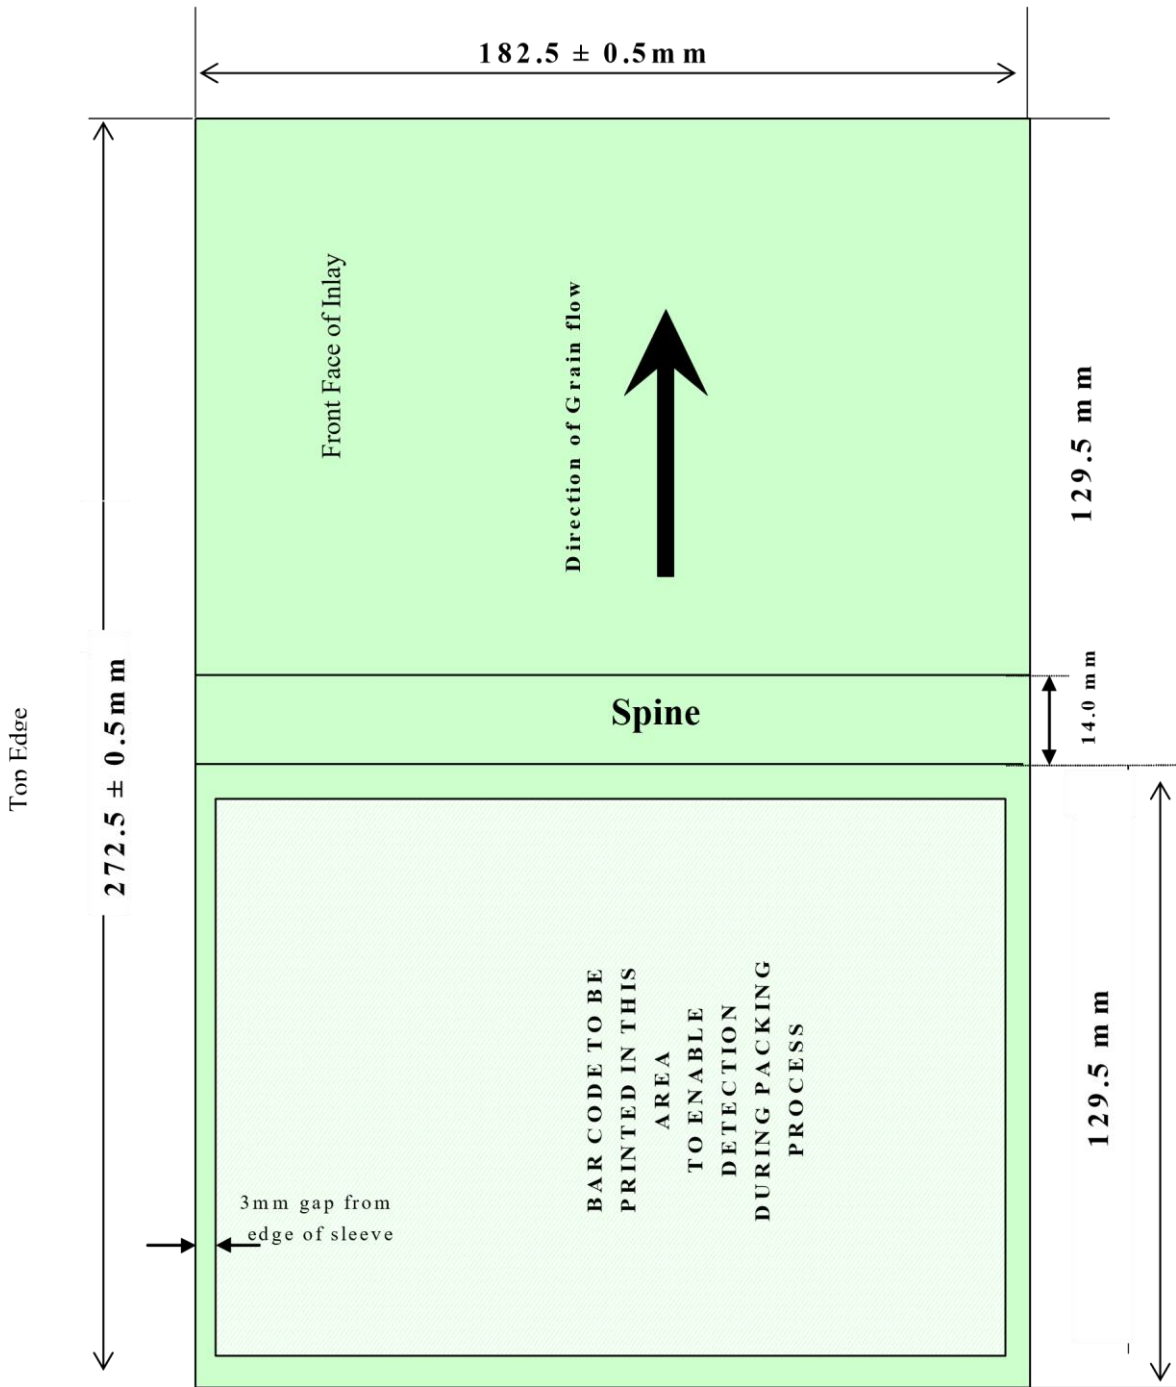 182.5 ± 0.5mm
Front Face of Inlay
Direction of Grain flow
129.5 mm
Top Edge
272.5 ± 0.5mm
Spine
14.0 mm
BAR CODE TO BE
PRINTED IN THIS
AREA
TO ENABLE
DETECTION
DURING PACKING
PROCESS
129.5 mm
3mm gap from
edge of sleeve